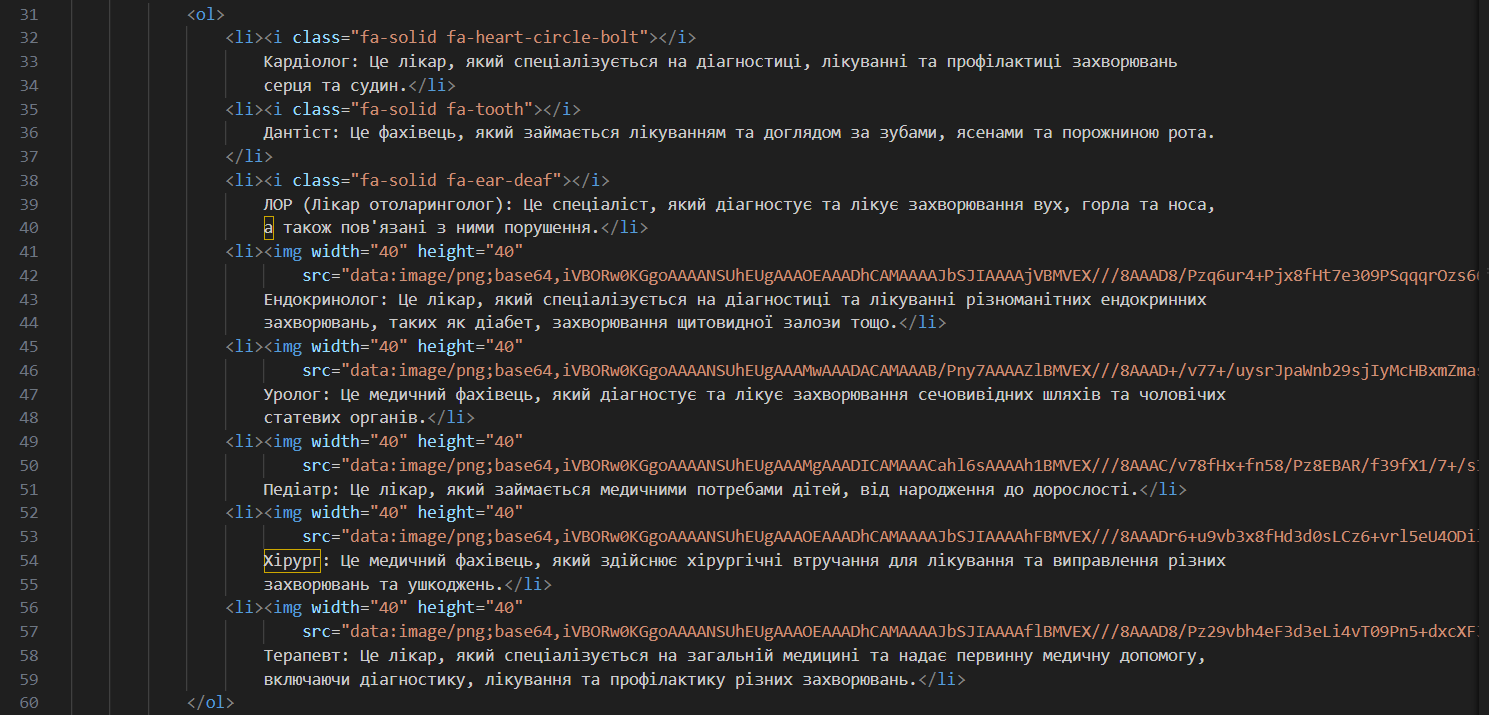 31 <ol>
32 <li><i class="fa-solid fa-heart-circle-bolt"></i>
33 Кардіолог: Це лікар, який спеціалізується на діагностиці, лікуванні та профілактиці захворювань
34 серця та судин.</li>
35 <li><i class="fa-solid fa-tooth"></i>
36 Дантіст: Це фахівець, який займається лікуванням та доглядом за зубами, ясенами та порожниною рота.
37 </li>
38 <li><i class="fa-solid fa-ear-deaf"></i>
39 ЛОР (Лікар отоларинголог): Це спеціаліст, який діагностує та лікує захворювання вух, горла та носа,
40 а також пов'язані з ними порушення.</li>
41 <li><img width="40" height="40"
42 src="data:image/png;base64,iVBORw0KGgoAAAANSUhEUgAAAOEAAADhCAMAAAAJbSJIAAAAjVBMVEX///8AAAD8/Pzq6ur4+Pjx8fHt7e309PSqqqrOzs6
43 Ендокринолог: Це лікар, який спеціалізується на діагностиці та лікуванні різноманітних ендокринних
44 захворювань, таких як діабет, захворювання щитовидної залози тощо.</li>
45 <li><img width="40" height="40"
46 src="data:image/png;base64,iVBORw0KGgoAAAANSUhEUgAAAMwAAADACAMAAAB/Pny7AAAAZlBMVEX///8AAAD+/v77+/uysrJpaWnb29sjIyMcHBxmZmas
47 Уролог: Це медичний фахівець, який діагностує та лікує захворювання сечовивідних шляхів та чоловічих
48 статевих органів.</li>
49 <li><img width="40" height="40"
50 src="data:image/png;base64,iVBORw0KGgoAAAANSUhEUgAAAMgAAADICAMAAACahl6sAAAAh1BMVEX///8AAAC/v78fHx+fn58/Pz8EBAR/f39fX1/7+/s
51 Педіатр: Це лікар, який займається медичними потребами дітей, від народження до дорослості.</li>
52 <li><img width="40" height="40"
53 src="data:image/png;base64,iVBORw0KGgoAAAANSUhEUgAAAOEAAADhCAMAAAAJbSJIAAAAhFBMVEX///8AAADr6+u9vb3x8fHd3d0sLCz6+vrl5eU4ODi
54 Хірург: Це медичний фахівець, який здійснює хірургічні втручання для лікування та виправлення різних
55 захворювань та ушкоджень.</li>
56 <li><img width="40" height="40"
57 src="data:image/png;base64,iVBORw0KGgoAAAANSUhEUgAAAOEAAADhCAMAAAAJbSJIAAAAflBMVEX///8AAAD8/Pz29vbh4eF3d3eLi4vT09Pn5+dxcXF
58 Терапевт: Це лікар, який спеціалізується на загальній медицині та надає первинну медичну допомогу,
59 включаючи діагностику, лікування та профілактику різних захворювань.</li>
60 </ol>